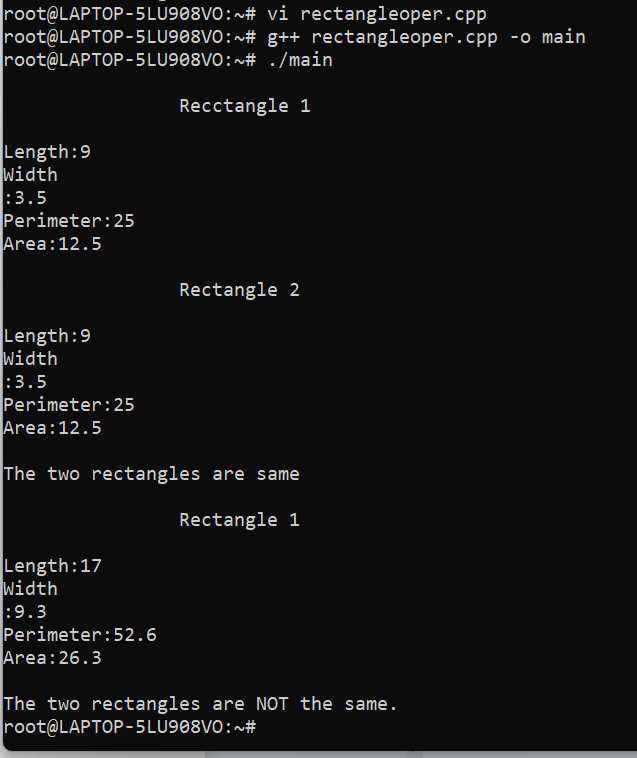 root@LAPTOP-5LU908VO:~# vi rectangleoper.cpp
root@LAPTOP-5LU908VO:~# g++ rectangleoper.cpp -o main
root@LAPTOP-5LU908VO:~# ./main
Recctangle 1
Length:9
Width
:3.5
Perimeter:25
Area:12.5
Rectangle 2
Length:9
Width
:3.5
Perimeter:25
Area:12.5
The two rectangles are same
Rectangle 1
Length:17
Width
:9.3
Perimeter:52.6
Area:26.3
The two rectangles are NOT the same.
root@LAPTOP-5LU908VO:~#